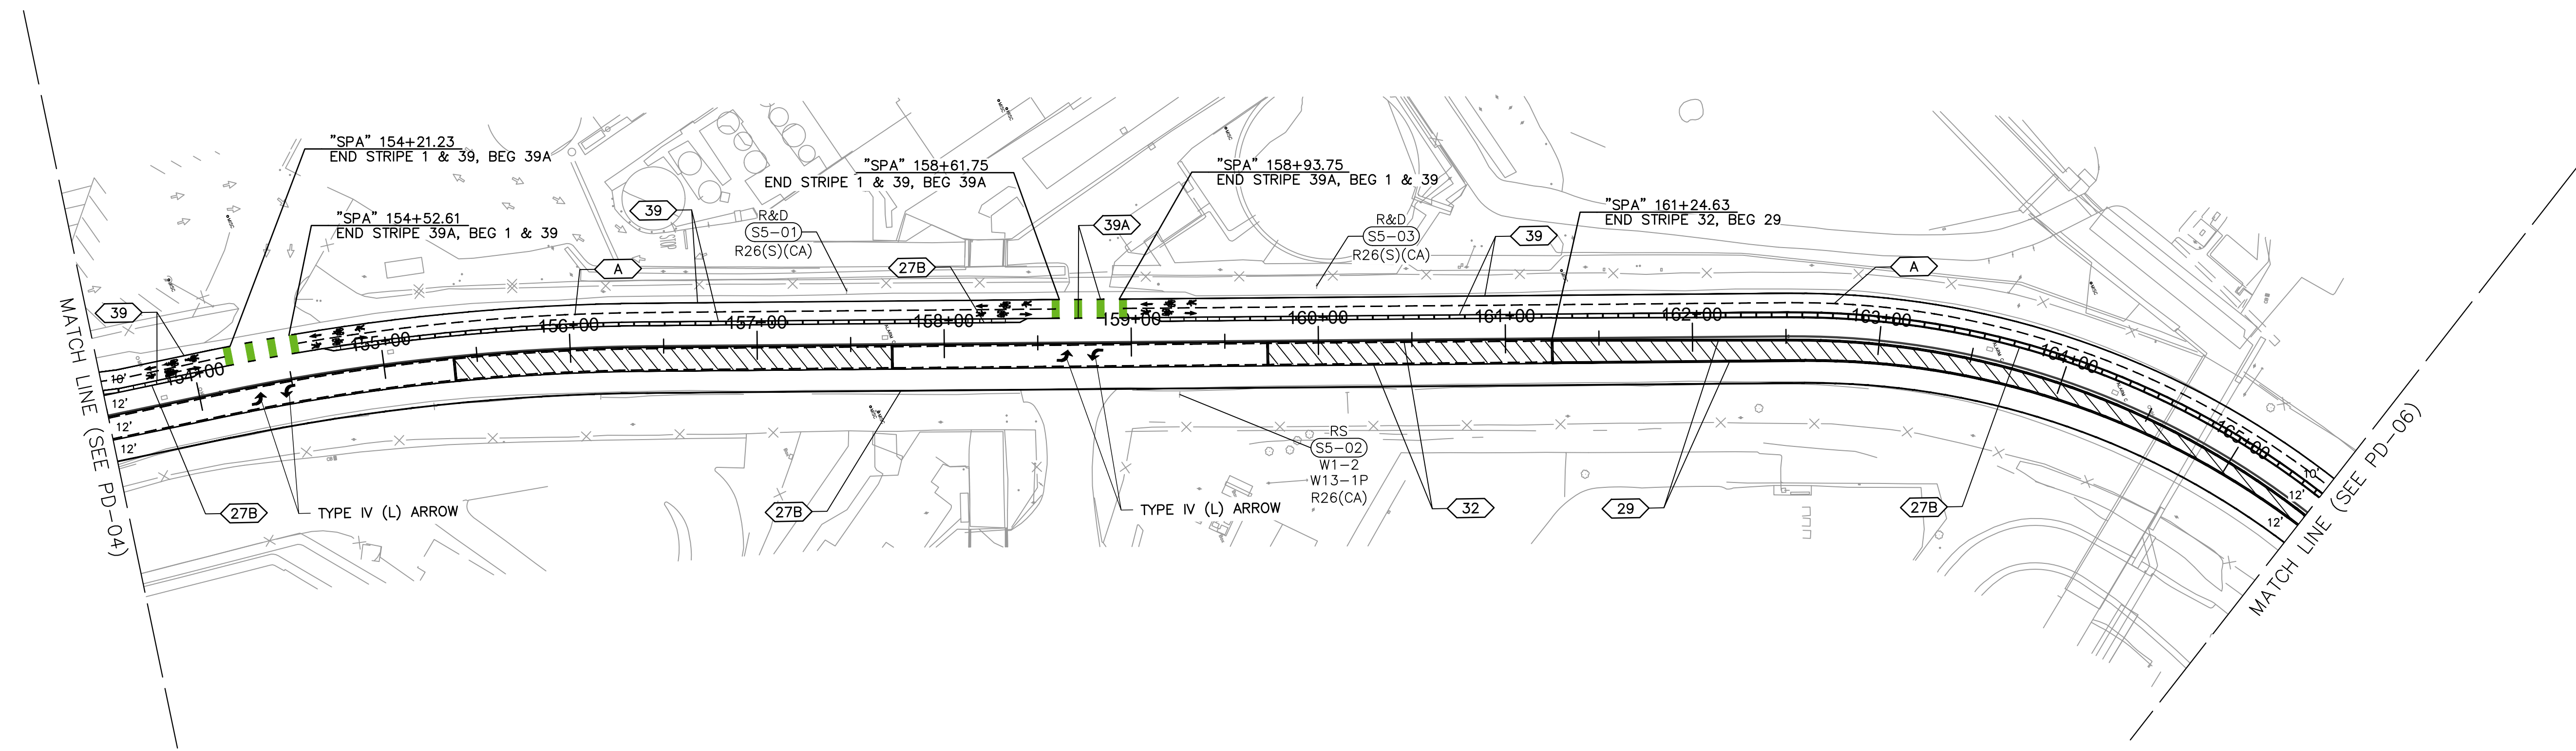 "SPA" 154+21.23
END STRIPE 1 & 39, BEG 39A
"SPA" 154+52.61
END STRIPE 39A, BEG 1 & 39
39
R&D
S5-01
R26(S)(CA)
A
"SPA" 158+61.75
END STRIPE 1 & 39, BEG 39A
27B
39A
"SPA" 158+93.75
END STRIPE 39A, BEG 1 & 39
R&D
S5-03
R26(S)(CA)
39
"SPA" 161+24.63
END STRIPE 32, BEG 29
A
39
MATCH LINE (SEE PD-04)
10'
12'
12'
12'
154+00
155+00
156+00
157+00
158+00
159+00
160+00
161+00
162+00
163+00
164+00
165+00
10'
12'
12'
27B
TYPE IV (L) ARROW
27B
TYPE IV (L) ARROW
RS
S5-02
W1-2
W13-1P
R26(CA)
32
29
27B
MATCH LINE (SEE PD-06)